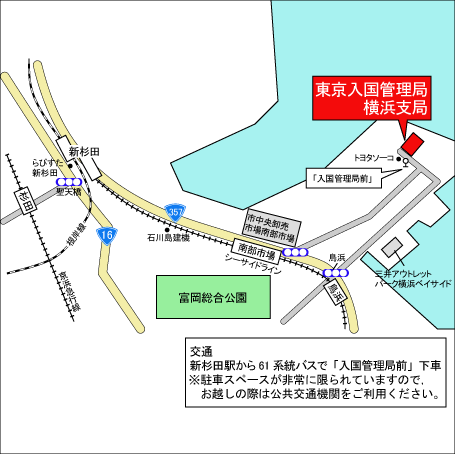 東京入国管理局
横浜支局
トヨタソーコ
「入国管理局前」
新杉田
らびすた
新杉田
聖天橋
杉田
根岸線
京浜急行線
16
357
石川島建機
市中央卸売
市場南部市場
南部市場
シーサイドライン
鳥浜
鳥浜
三井アウトレット
パーク横浜ベイサイド
富岡総合公園
交通
新杉田駅から61系統バスで「入国管理局前」下車
※駐車スペースが非常に限られていますので、
お越しの際は公共交通機関をご利用ください。